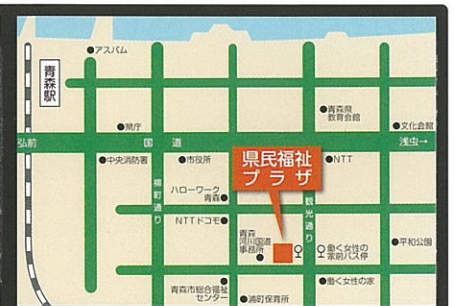 アスパム
青森駅
青森県
教育会館
県庁
文化会館
弘前
国道
浅虫→
中央消防署
市役所
県民福祉
プラザ
NTT
ハローワーク
青森
柳町通り
観光通り
NTTドコモ
青森
河川国道
事務所
働く女性の
家前バス停
平和公園
青森市総合福祉
センター
浦町保育所
働く女性の家